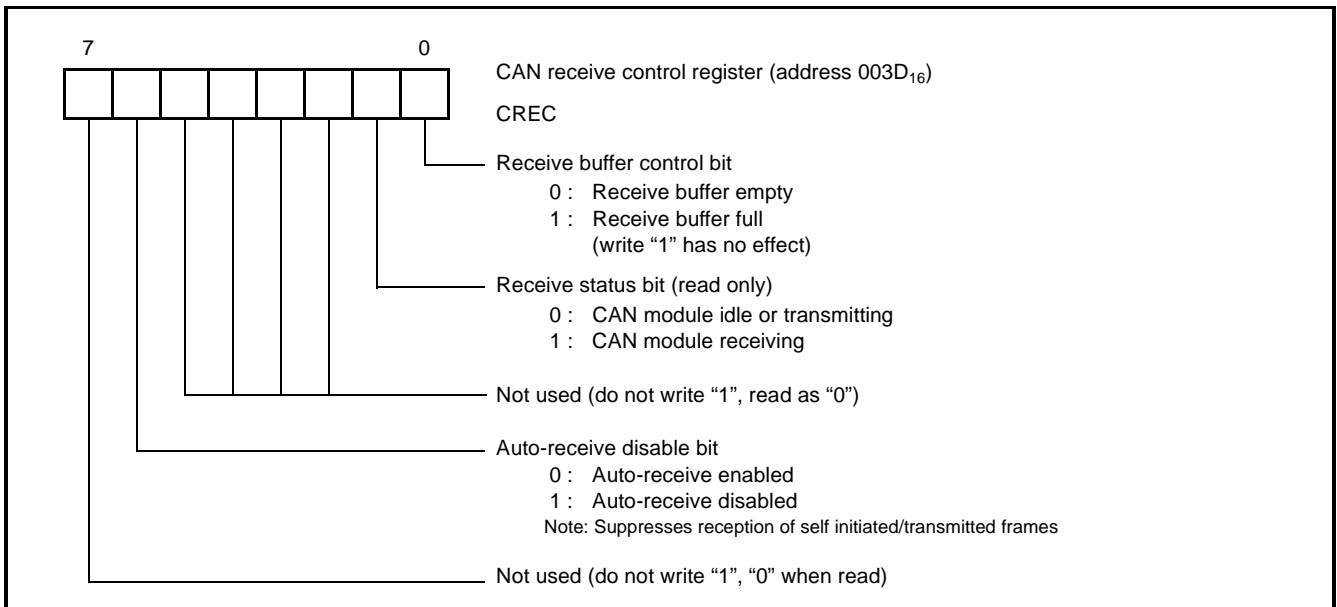 7 0
CAN receive control register (address 003D₁₆)
CREC
Receive buffer control bit
0 : Receive buffer empty
1 : Receive buffer full
(write “1” has no effect)
Receive status bit (read only)
0 : CAN module idle or transmitting
1 : CAN module receiving
Not used (do not write “1”, read as “0”)
Auto-receive disable bit
0 : Auto-receive enabled
1 : Auto-receive disabled
Note: Suppresses reception of self initiated/transmitted frames
Not used (do not write “1”, “0” when read)